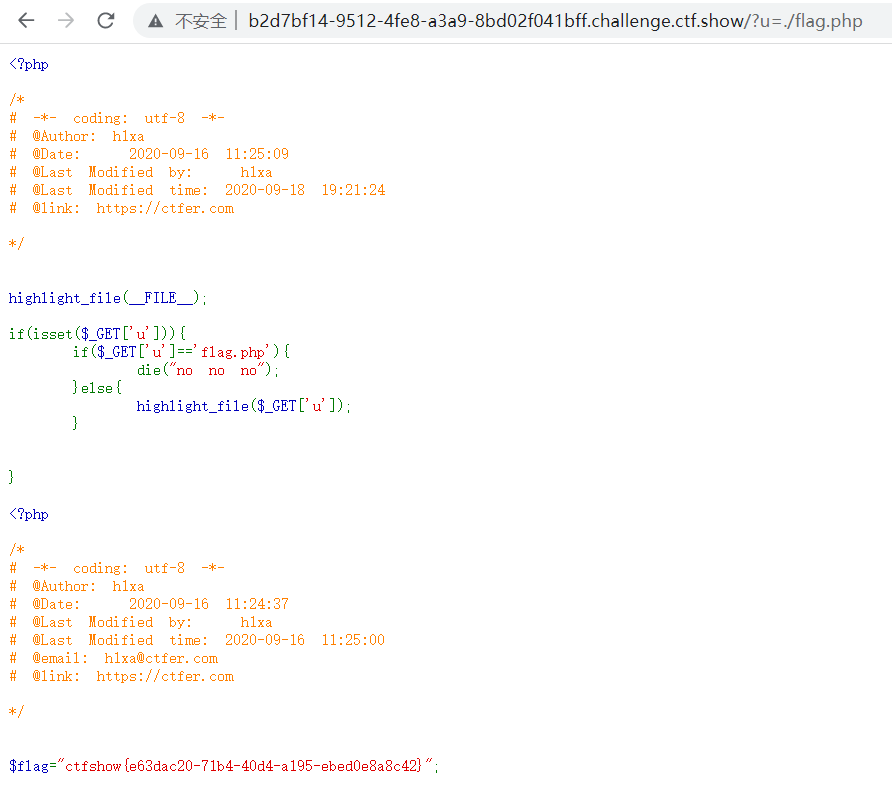 不安全 | b2d7bf14-9512-4fe8-a3a9-8bd02f041bff.challenge.ctf.show/?u=./flag.php
<?php
/*
# -*- coding: utf-8 -*-
# @Author: hlxa
# @Date:   2020-09-16 11:25:09
# @Last Modified by:   hlxa
# @Last Modified time: 2020-09-18 19:21:24
# @link: https://ctfer.com
*/
highlight_file(__FILE__);
if(isset($_GET['u'])){
        if($_GET['u']=='flag.php'){
                die("no no no");
        }else{
                highlight_file($_GET['u']);
        }
}
<?php
/*
# -*- coding: utf-8 -*-
# @Author: hlxa
# @Date:   2020-09-16 11:24:37
# @Last Modified by:   hlxa
# @Last Modified time: 2020-09-16 11:25:00
# @email: hlxa@ctfer.com
# @link: https://ctfer.com
*/
$flag="ctfshow{e63dac20-71b4-40d4-a195-ebed0e8a8c42}";